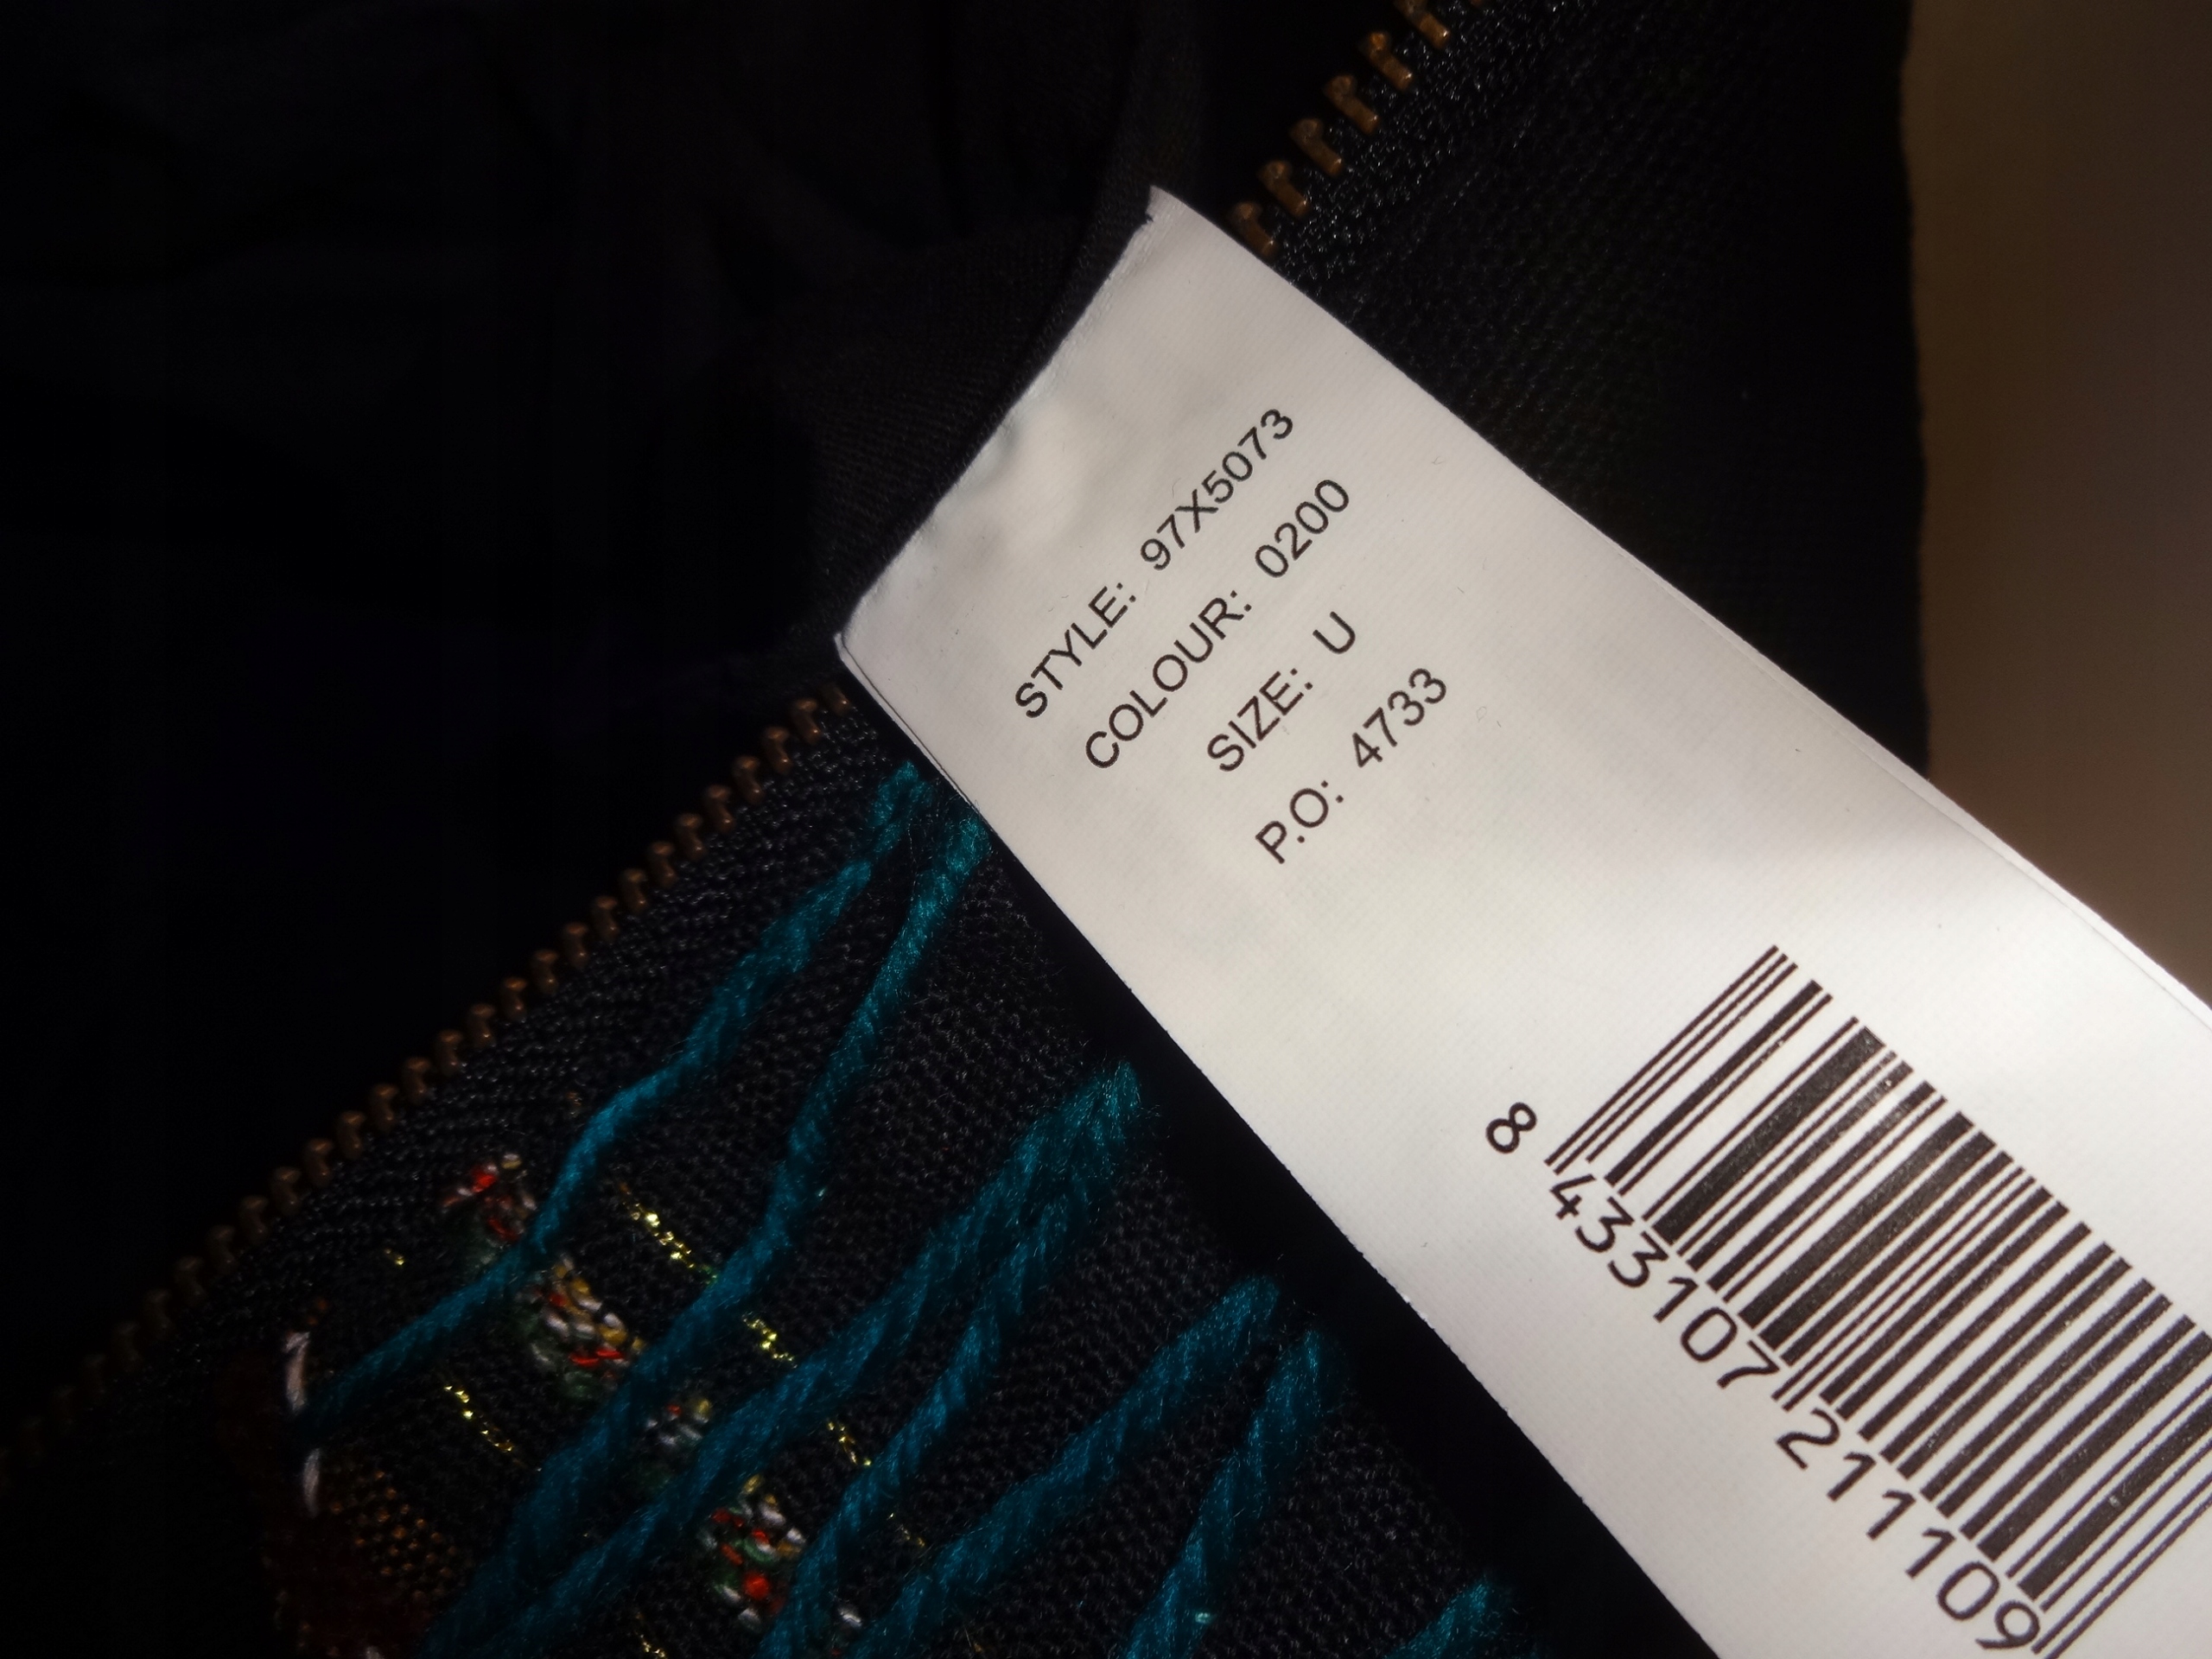 STYLE: 97X5073
COLOUR: 0200
SIZE: U
P.O: 4733
8 433107 211109